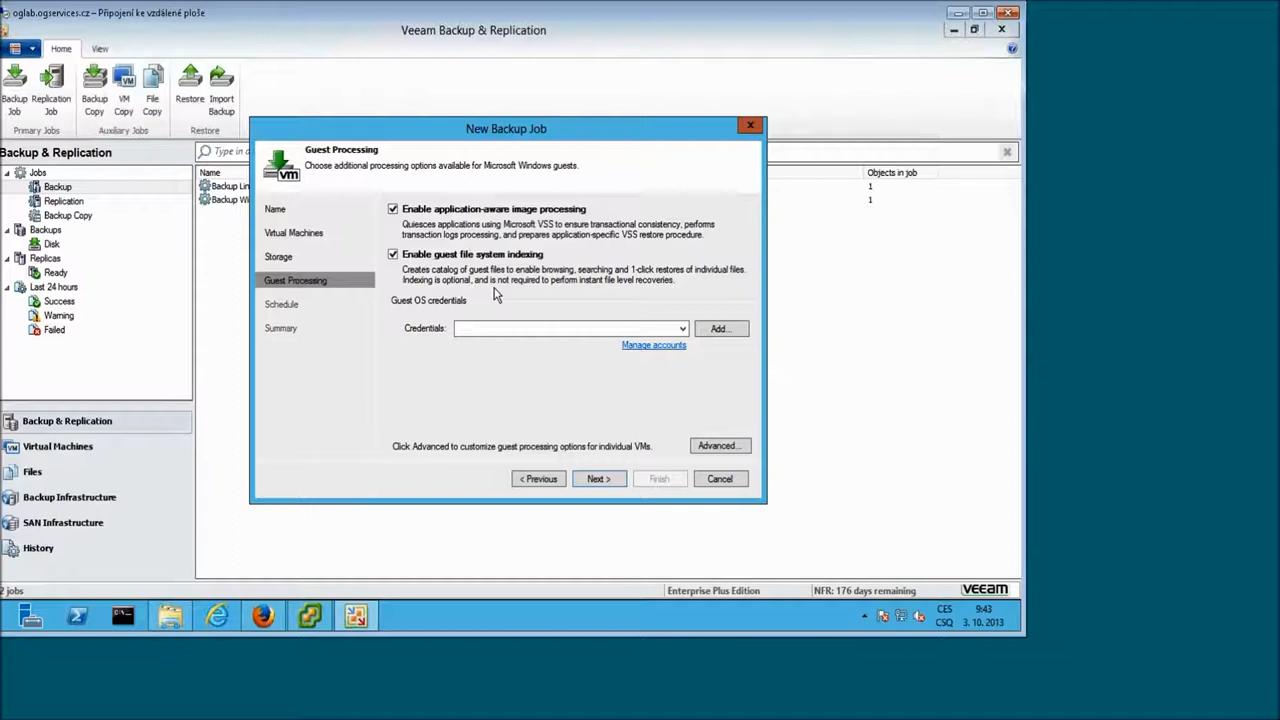 oglab.ogservices.cz – Připojení ke vzdálené ploše
Veeam Backup & Replication
Home
View
Backup Job
Replication Job
Backup Copy
VM Copy
File Copy
Restore
Import Backup
Primary Jobs
Auxiliary Jobs
Restore
Backup & Replication
Type in
Jobs
Backup
Replication
Backup Copy
Backups
Disk
Replicas
Ready
Last 24 hours
Success
Warning
Failed
Backup & Replication
Virtual Machines
Files
Backup Infrastructure
SAN Infrastructure
History
Name
Objects in job
Backup Lin
1
Backup Wi
1
New Backup Job
Guest Processing
Choose additional processing options available for Microsoft Windows guests.
Name
Virtual Machines
Storage
Guest Processing
Schedule
Summary
Enable application-aware image processing
Quiesces applications using Microsoft VSS to ensure transactional consistency, performs
transaction logs processing, and prepares application-specific VSS restore procedure.
Enable guest file system indexing
Creates catalog of guest files to enable browsing, searching and 1-click restores of individual files.
Indexing is optional, and is not required to perform instant file level recoveries.
Guest OS credentials
Credentials:
Add...
Manage accounts
Click Advanced to customize guest processing options for individual VMs.
Advanced...
< Previous
Next >
Finish
Cancel
2 jobs
Enterprise Plus Edition
NFR: 176 days remaining
veeam
CES
CSQ
9:43
3. 10. 2013